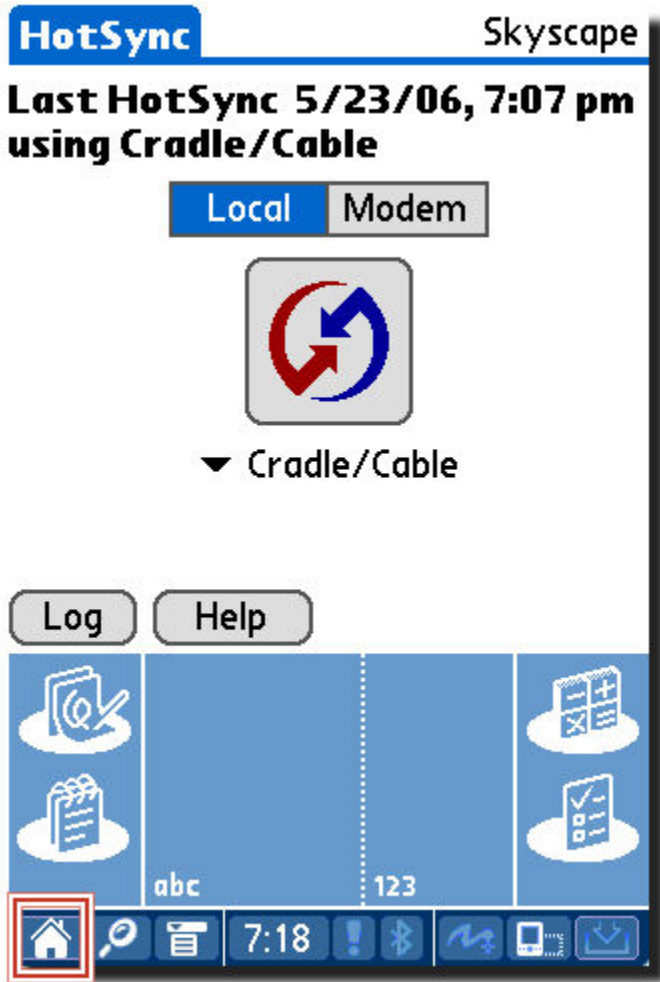 HotSync
Skyscape
Last HotSync 5/23/06, 7:07 pm
using Cradle/Cable
Local Modem
Cradle/Cable
Log Help
abc 123
7:18